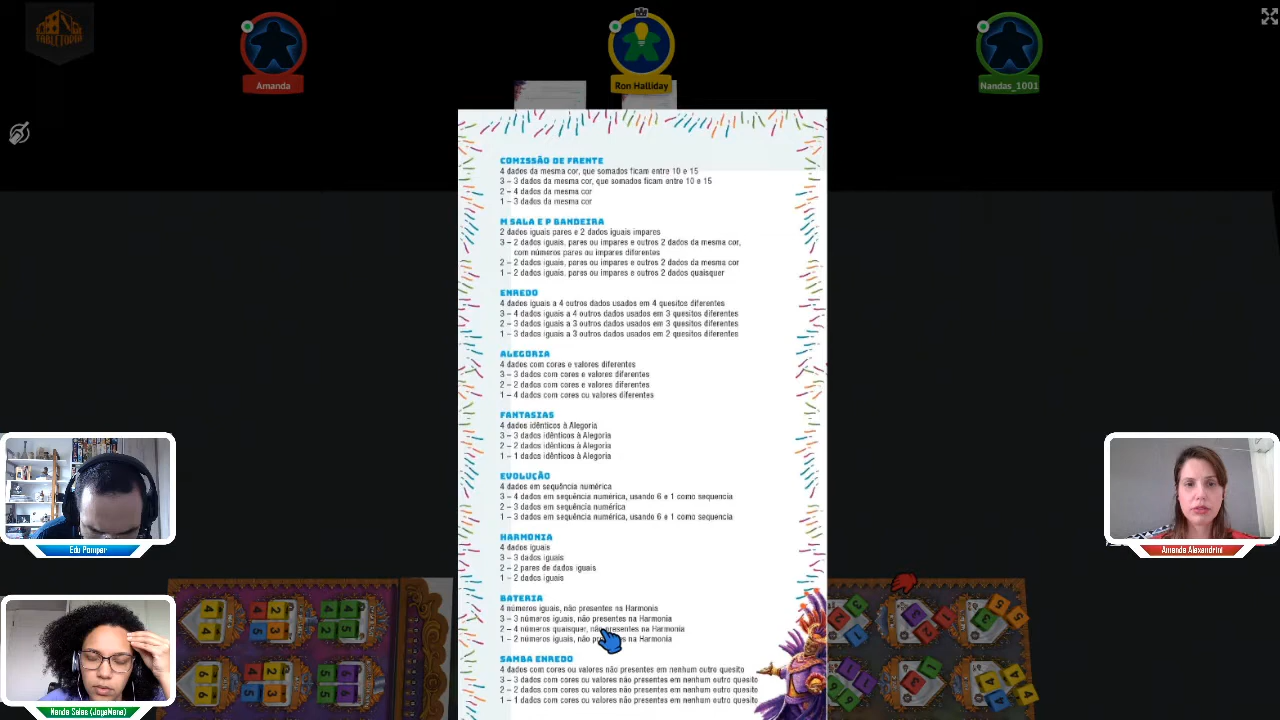 TABLETOPIA
Amanda
Ron Halliday
Nandas_1001
COMISSÃO DE FRENTE
4 dados da mesma cor, que somados ficam entre 10 e 15
3 – 3 dados da mesma cor, que somados ficam entre 10 e 15
2 – 4 dados da mesma cor
1 – 3 dados da mesma cor
M SALA E P BANDEIRA
2 dados iguais pares e 2 dados iguais impares
3 – 2 dados iguais, pares ou impares e outros 2 dados da mesma cor,
com números pares ou impares diferentes
2 – 2 dados iguais, pares ou impares e outros 2 dados da mesma cor
1 – 2 dados iguais, pares ou impares e outros 2 dados quaisquer
ENREDO
4 dados iguais a 4 outros dados usados em 4 quesitos diferentes
3 – 4 dados iguais a 4 outros dados usados em 3 quesitos diferentes
2 – 3 dados iguais a 3 outros dados usados em 3 quesitos diferentes
1 – 3 dados iguais a 3 outros dados usados em 2 quesitos diferentes
ALEGORIA
4 dados com cores e valores diferentes
3 – 3 dados com cores e valores diferentes
2 – 2 dados com cores e valores diferentes
1 – 4 dados com cores ou valores diferentes
FANTASIAS
4 dados idênticos à Alegoria
3 – 3 dados idênticos à Alegoria
2 – 2 dados idênticos à Alegoria
1 – 1 dados idênticos à Alegoria
EVOLUÇÃO
4 dados em sequência numérica
3 – 4 dados em sequência numérica, usando 6 e 1 como sequencia
2 – 3 dados em sequência numérica
1 – 3 dados em sequência numérica, usando 6 e 1 como sequencia
HARMONIA
4 dados iguais
3 – 3 dados iguais
2 – 2 pares de dados iguais
1 – 2 dados iguais
BATERIA
4 números iguais, não presentes na Harmonia
3 – 3 números iguais, não presentes na Harmonia
2 – 4 números quaisquer, não presentes na Harmonia
1 – 2 números iguais, não presentes na Harmonia
SAMBA ENREDO
4 dados com cores ou valores não presentes em nenhum outro quesito
3 – 3 dados com cores ou valores não presentes em nenhum outro quesito
2 – 2 dados com cores ou valores não presentes em nenhum outro quesito
1 – 1 dados com cores ou valores não presentes em nenhum outro quesito
Edu Pompar
Amanda Alexandrini
Nanda Sales (JogaMana)